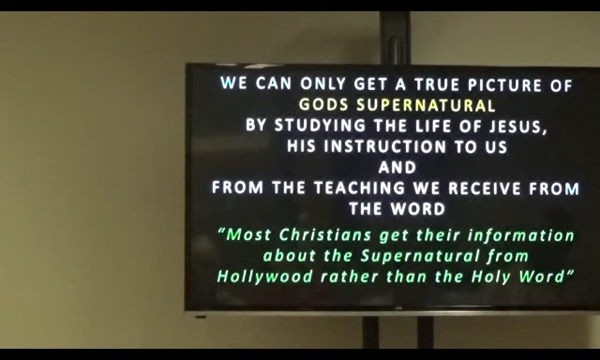 WE CAN ONLY GET A TRUE PICTURE OF
GODS SUPERNATURAL
BY STUDYING THE LIFE OF JESUS,
HIS INSTRUCTION TO US
AND
FROM THE TEACHING WE RECEIVE FROM
THE WORD
“Most Christians get their information
about the Supernatural from
Hollywood rather than the Holy Word”